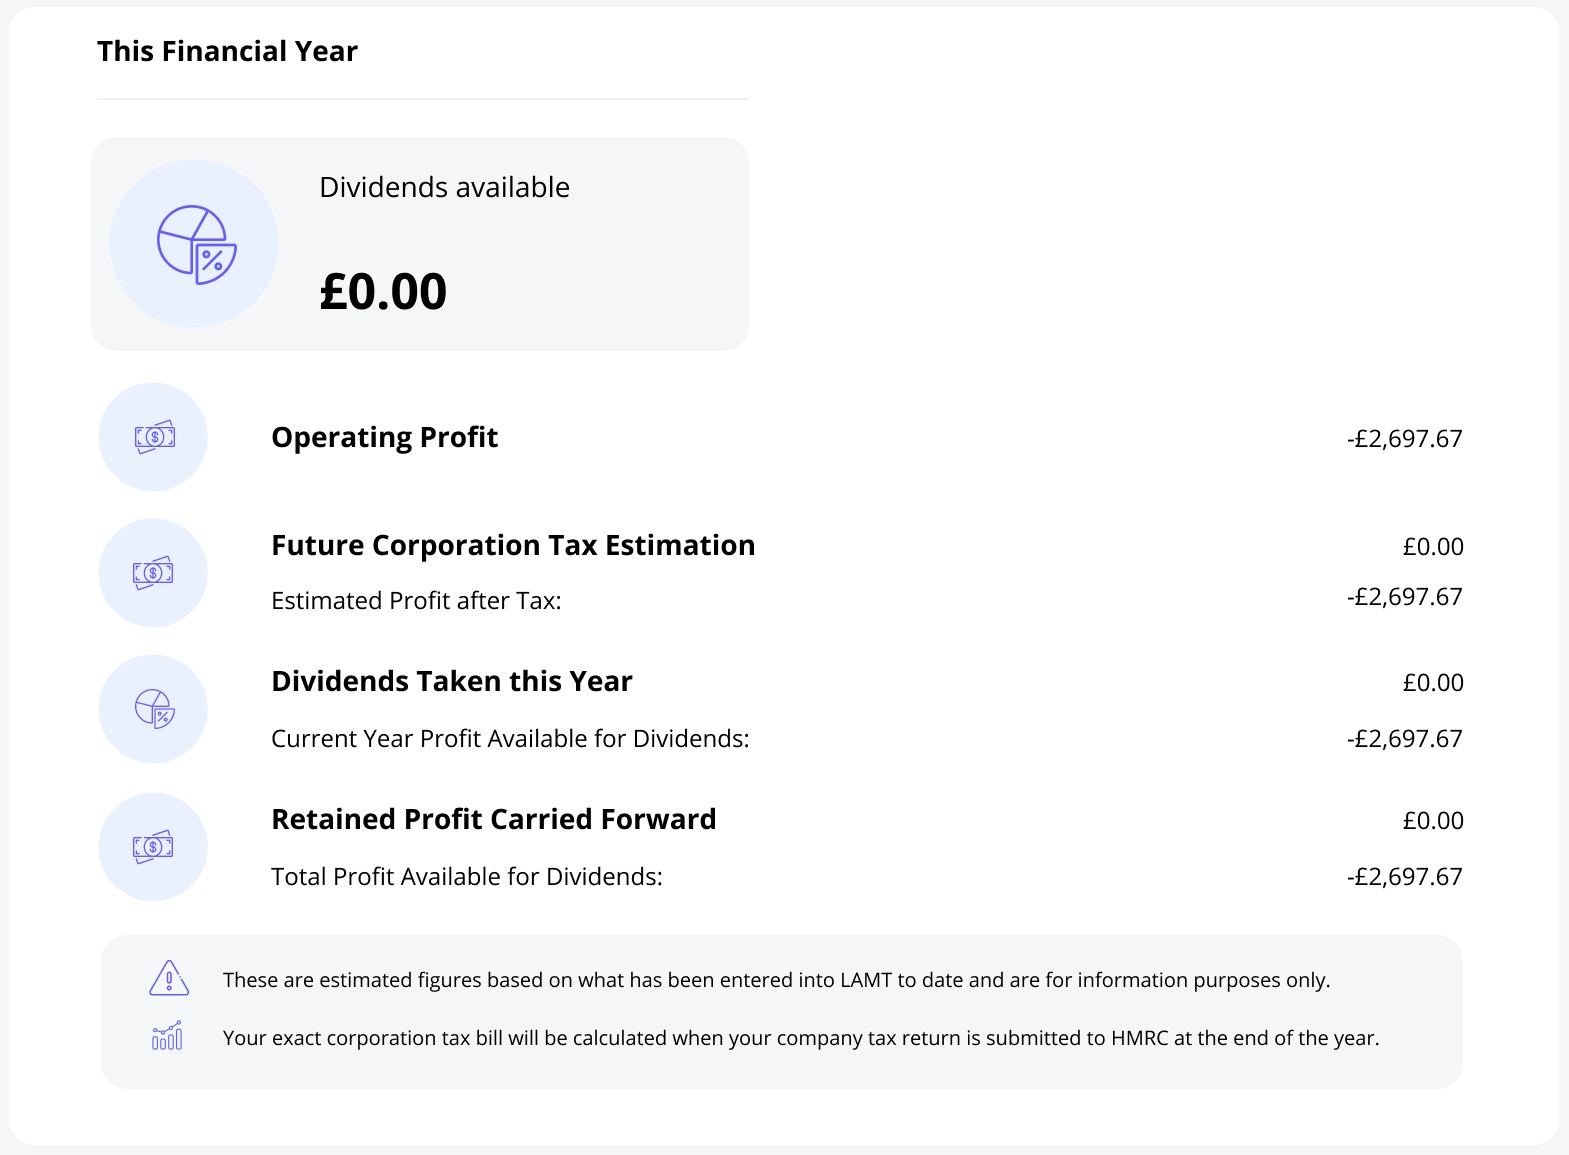 This Financial Year
Dividends available
£0.00
Operating Profit
-£2,697.67
Future Corporation Tax Estimation
£0.00
Estimated Profit after Tax:
-£2,697.67
Dividends Taken this Year
£0.00
Current Year Profit Available for Dividends:
-£2,697.67
Retained Profit Carried Forward
£0.00
Total Profit Available for Dividends:
-£2,697.67
These are estimated figures based on what has been entered into LAMT to date and are for information purposes only.
Your exact corporation tax bill will be calculated when your company tax return is submitted to HMRC at the end of the year.